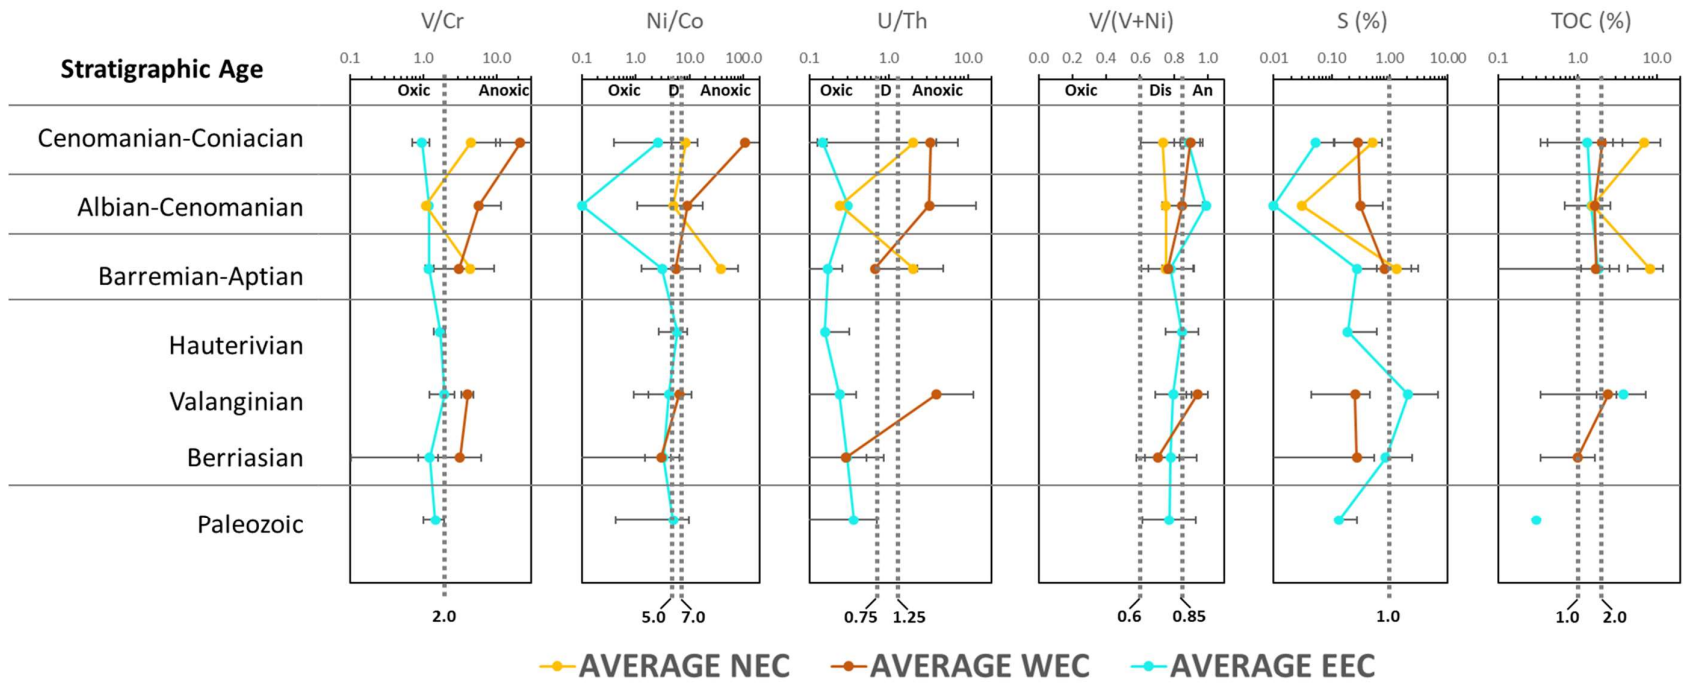 V/Cr Ni/Co U/Th V/(V+Ni) S (%) TOC (%)
0.1 1.0 10.0 0.1 1.0 10.0 100.0 0.1 1.0 10.0 0.0 0.2 0.4 0.6 0.8 1.0 0.01 0.10 1.00 10.00 0.1 1.0 10.0
Stratigraphic Age
Oxic Anoxic Oxic D Anoxic Oxic D Anoxic Oxic Dis An
Cenomanian-Coniacian
Albian-Cenomanian
Barremian-Aptian
Hauterivian
Valanginian
Berriasian
Paleozoic
2.0 5.0 7.0 0.75 1.25 0.6 0.85 1.0 1.0 2.0
AVERAGE NEC AVERAGE WEC AVERAGE EEC